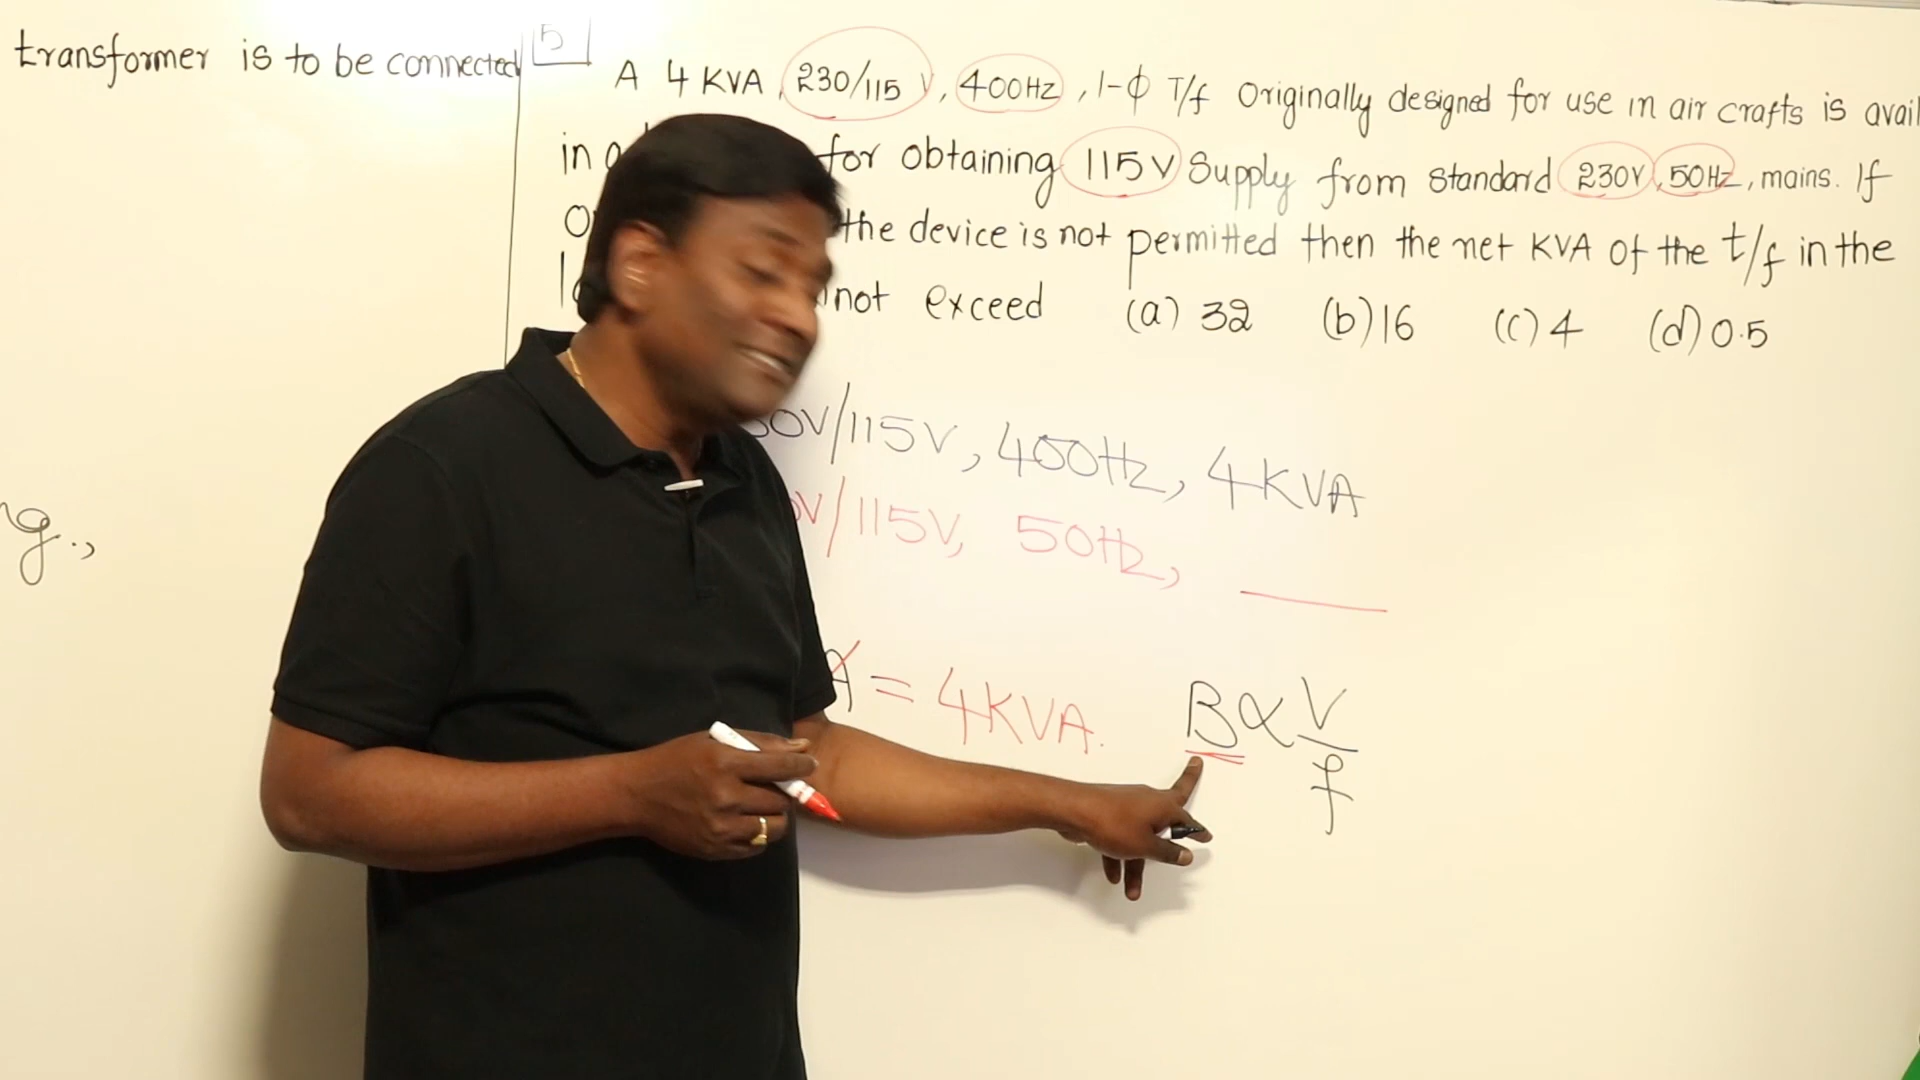 transformer is to be connected
5
A 4 KVA, 230/115 V, 400Hz, 1-ϕ T/f Originally designed for use in air crafts is avail
in for obtaining 115V Supply from standard 230V, 50Hz, mains. If
the device is not permitted then the net KVA of the t/f in the
not exceed (a) 32 (b) 16 (c) 4 (d) 0.5
0V/115V, 400Hz, 4KVA
V/115V, 50Hz, ___
A = 4KVA.
B ∝ V/f
g.,